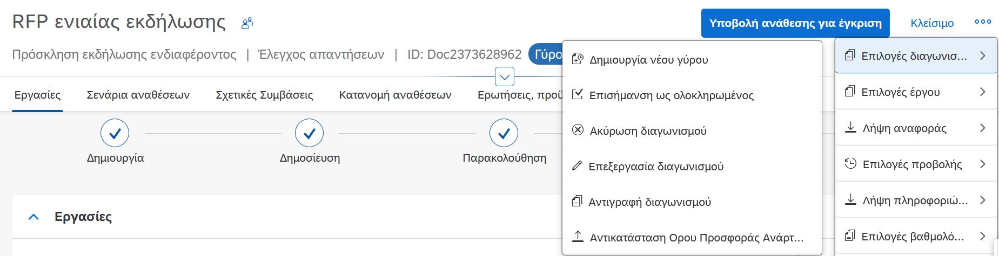 RFP ενιαίας εκδήλωσης
Υποβολή ανάθεσης για έγκριση
Κλείσιμο
Πρόσκληση εκδήλωσης ενδιαφέροντος | Έλεγχος απαντήσεων | ID: Doc2373628962 Γύρο
Εργασίες
Σενάρια αναθέσεων
Σχετικές Συμβάσεις
Κατανομή αναθέσεων
Ερωτήσεις, προϋ
Δημιουργία
Δημοσίευση
Παρακολούθηση
Εργασίες
Δημιουργία νέου γύρου
Επισήμανση ως ολοκληρωμένος
Ακύρωση διαγωνισμού
Επεξεργασία διαγωνισμού
Αντιγραφή διαγωνισμού
Αντικατάσταση Ορου Προσφοράς Ανάρτ...
Επιλογές διαγωνισ...
Επιλογές έργου
Λήψη αναφοράς
Επιλογές προβολής
Λήψη πληροφοριώ...
Επιλογές βαθμολό...